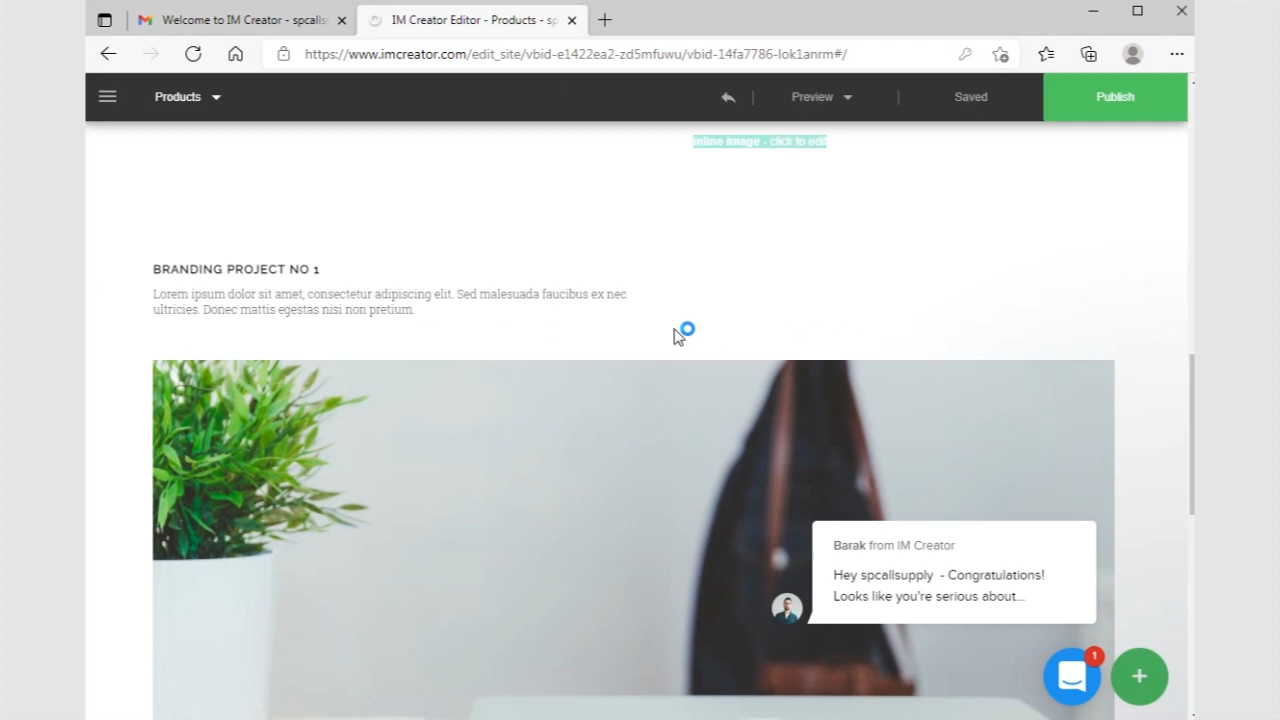 Welcome to IM Creator - spcalls
IM Creator Editor - Products - sp
https://www.imcreator.com/edit_site/vbid-e1422ea2-zd5mfuwu/vbid-14fa7786-lok1anrm#/
Products
Preview
Saved
Publish
inline image - click to edit
BRANDING PROJECT NO 1
Lorem ipsum dolor sit amet, consectetur adipiscing elit. Sed malesuada faucibus ex nec
ultricies. Donec mattis egestas nisi non pretium.
Barak from IM Creator
Hey spcallsupply - Congratulations!
Looks like you're serious about...
1